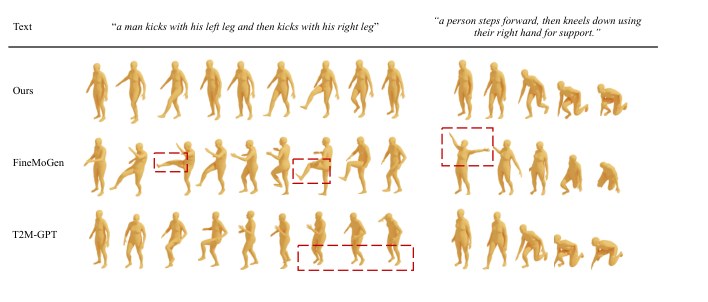 Text
“a man kicks with his left leg and then kicks with his right leg”
“a person steps forward, then kneels down using
their right hand for support.”
Ours
FineMoGen
T2M-GPT